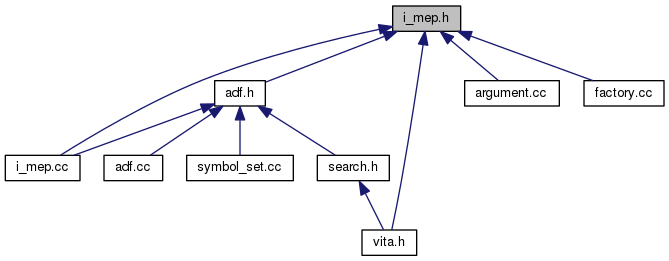 i_mep.h
adf.h
argument.cc
factory.cc
i_mep.cc
adf.cc
symbol_set.cc
search.h
vita.h